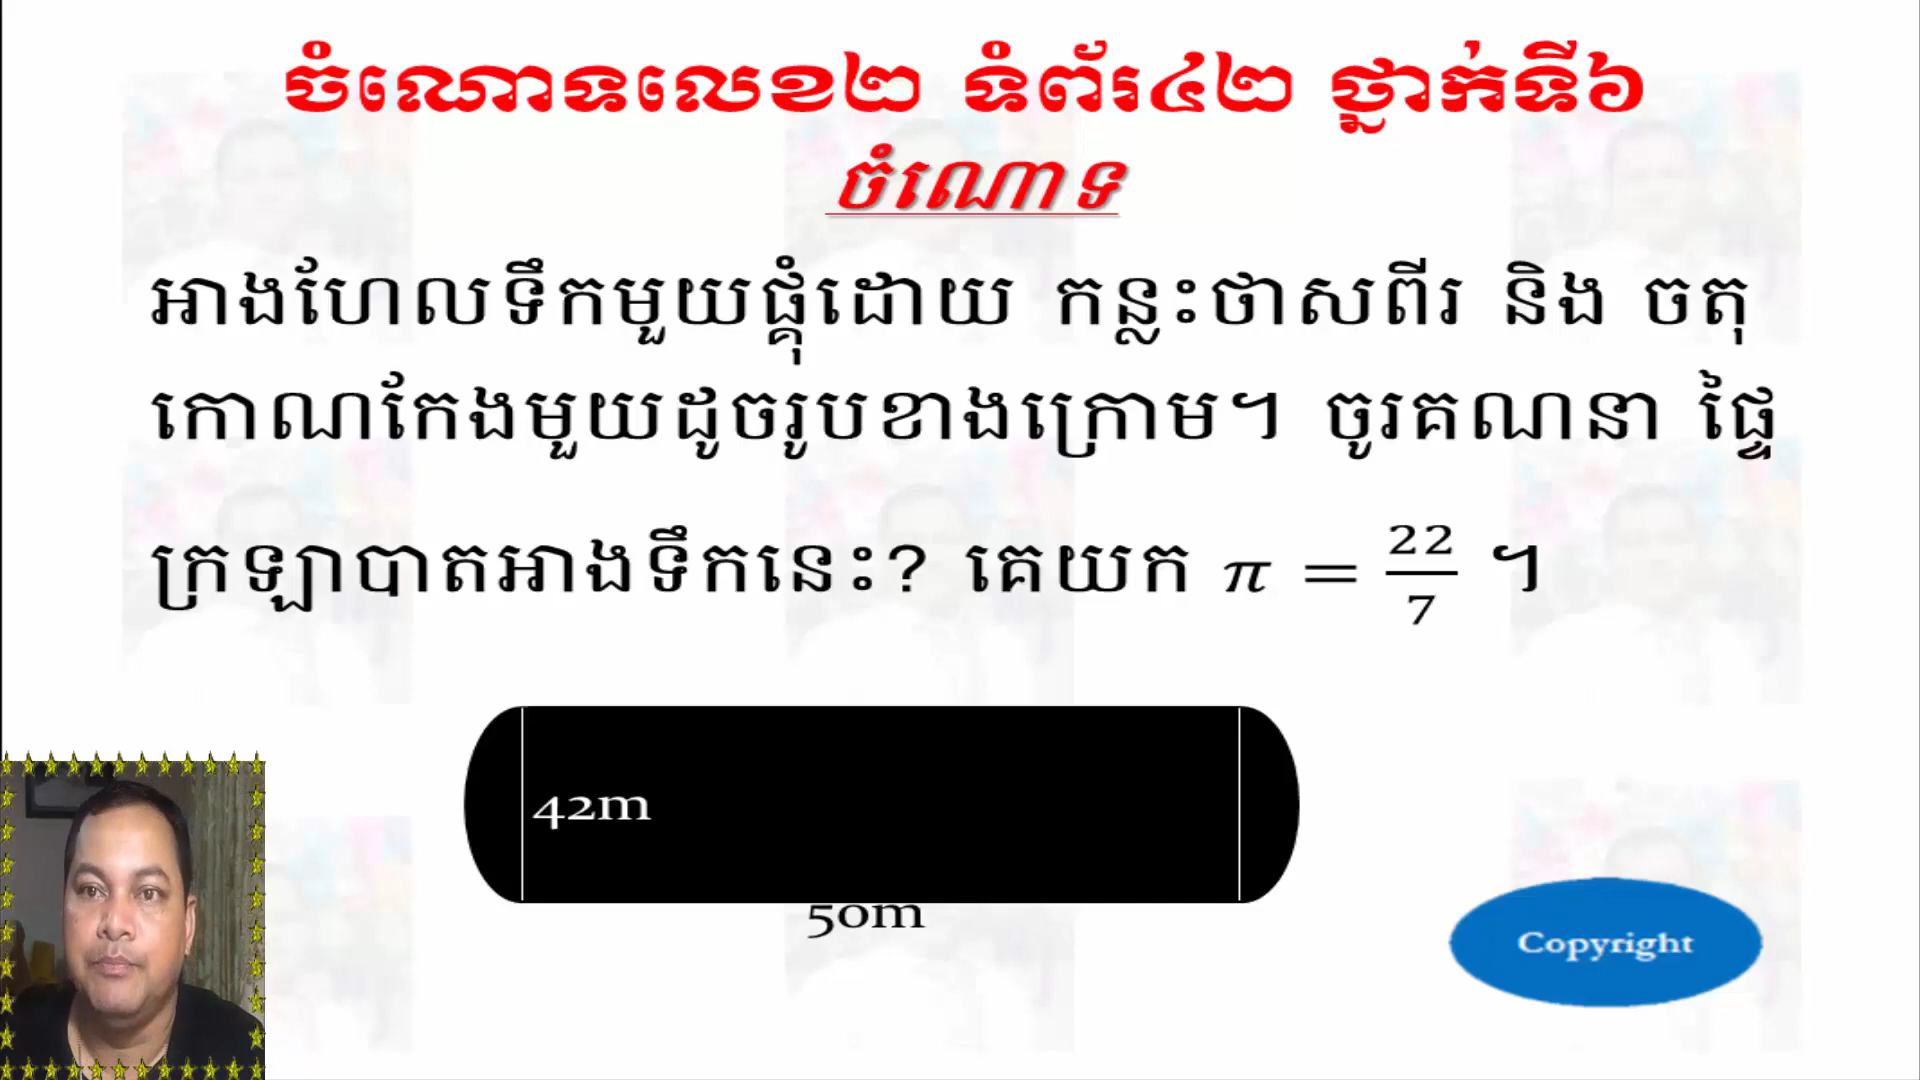 ចំណោទលេខ២ ទំព័រ៤២ ថ្នាក់ទី៦
ចំណោទ
អាងហែលទឹកមួយផ្គុំដោយ កន្លះថាសពីរ និង ចតុ
កោណកែងមួយដូចរូបខាងក្រោម។ ចូរគណនា ផ្ទៃ
ក្រឡាបាតអាងទឹកនេះ? គេយក π = 22/7 ។
42m
50m
Copyright